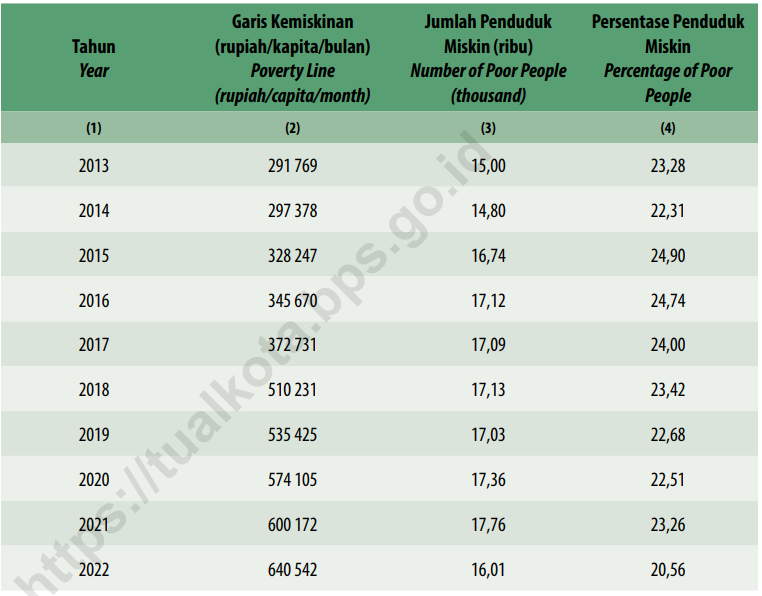 Tahun
Year
Garis Kemiskinan
(rupiah/kapita/bulan)
Poverty Line
(rupiah/capita/month)
Jumlah Penduduk
Miskin (ribu)
Number of Poor People
(thousand)
Persentase Penduduk
Miskin
Percentage of Poor
People
(1) (2) (3) (4)
2013 291 769 15,00 23,28
2014 297 378 14,80 22,31
2015 328 247 16,74 24,90
2016 345 670 17,12 24,74
2017 372 731 17,09 24,00
2018 510 231 17,13 23,42
2019 535 425 17,03 22,68
2020 574 105 17,36 22,51
2021 600 172 17,76 23,26
2022 640 542 16,01 20,56
https://tualkota.bps.go.id